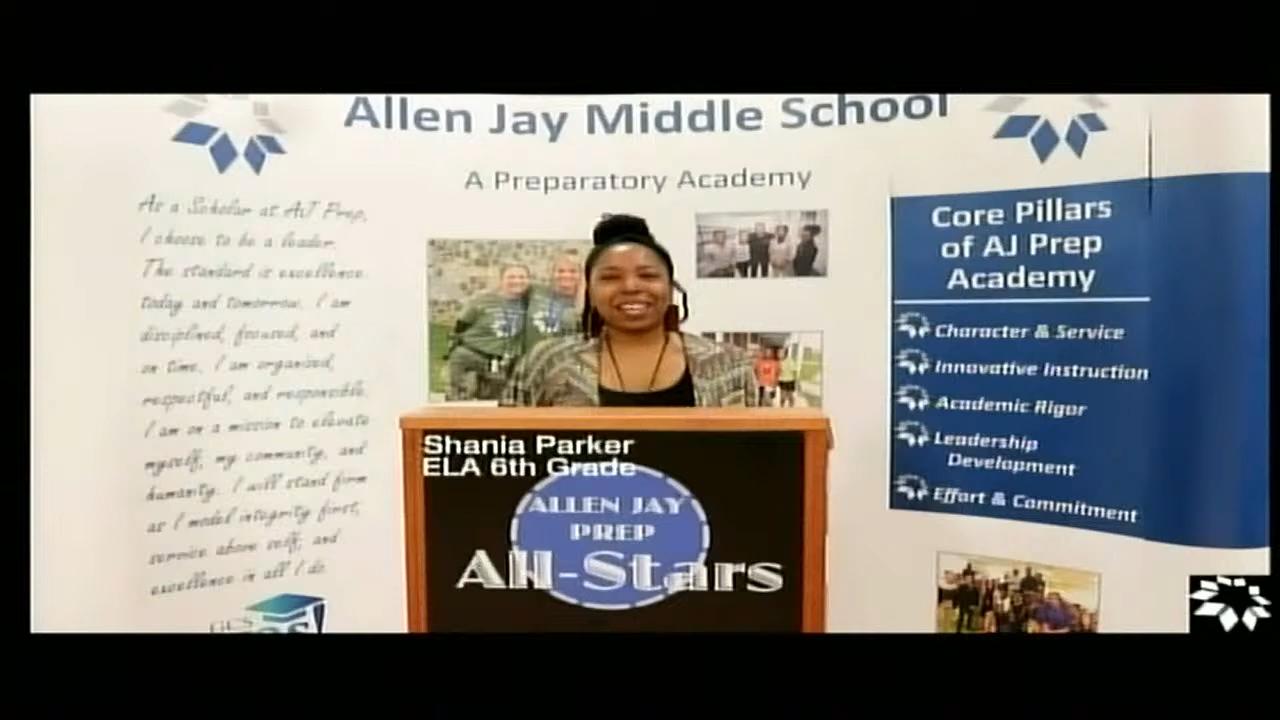 Allen Jay Middle School
A Preparatory Academy
As a Scholar at AJ Prep,
I choose to be a leader.
The standard is excellence
today and tomorrow. I am
disciplined, focused, and
on time. I am organized,
respectful, and responsible.
I am on a mission to elevate
myself, my community, and
humanity. I will stand firm
as I model integrity first,
service above self, and
excellence in all I do.
Core Pillars
of AJ Prep
Academy
Character & Service
Innovative Instruction
Academic Rigor
Leadership
Development
Effort & Commitment
Shania Parker
ELA 6th Grade
ALLEN JAY
PREP
All-Stars